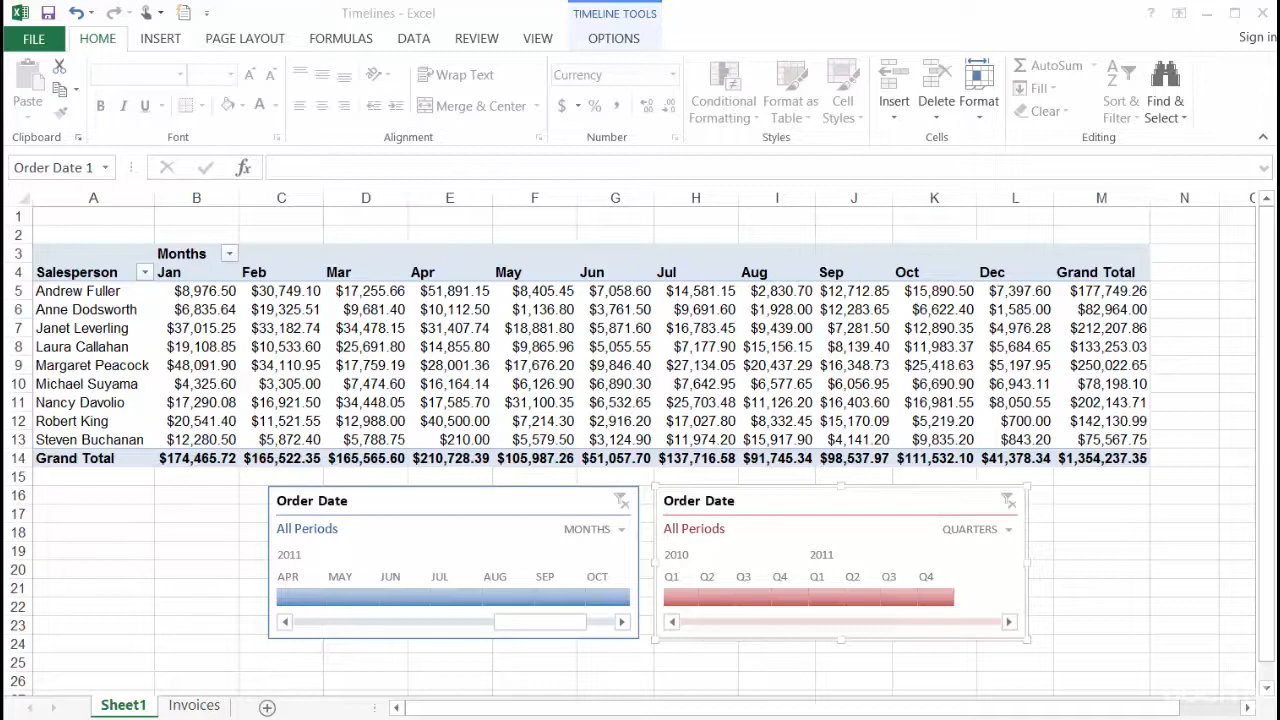 Timelines - Excel
TIMELINE TOOLS
Sign in
FILE HOME INSERT PAGE LAYOUT FORMULAS DATA REVIEW VIEW OPTIONS
Paste
Wrap Text
Merge & Center
Currency
Conditional Formatting
Format as Table
Cell Styles
Insert Delete Format
AutoSum
Fill
Clear
Sort & Filter
Find & Select
Clipboard Font Alignment Number Styles Cells Editing
Order Date 1
A B C D E F G H I J K L M N
1
2
3 Months
4 Salesperson Jan Feb Mar Apr May Jun Jul Aug Sep Oct Dec Grand Total
5 Andrew Fuller $8,976.50 $30,749.10 $17,255.66 $51,891.15 $8,405.45 $7,058.60 $14,581.15 $2,830.70 $12,712.85 $15,890.50 $7,397.60 $177,749.26
6 Anne Dodsworth $6,835.64 $19,325.51 $9,681.40 $10,112.50 $1,136.80 $3,761.50 $9,691.60 $1,928.00 $12,283.65 $6,622.40 $1,585.00 $82,964.00
7 Janet Leverling $37,015.25 $33,182.74 $34,478.15 $31,407.74 $18,881.80 $5,871.60 $16,783.45 $9,439.00 $7,281.50 $12,890.35 $4,976.28 $212,207.86
8 Laura Callahan $19,108.85 $10,533.60 $25,691.80 $14,855.80 $9,865.96 $5,055.55 $7,177.90 $15,156.15 $8,139.40 $11,983.37 $5,684.65 $133,253.03
9 Margaret Peacock $48,091.90 $34,110.95 $17,759.19 $28,001.36 $17,676.20 $9,846.40 $27,134.05 $20,437.29 $16,348.73 $25,418.63 $5,197.95 $250,022.65
10 Michael Suyama $4,325.60 $3,305.00 $7,474.60 $16,164.14 $6,126.90 $6,890.30 $7,642.95 $6,577.65 $6,056.95 $6,690.90 $6,943.11 $78,198.10
11 Nancy Davolio $17,290.08 $16,921.50 $34,448.05 $17,585.70 $31,100.35 $6,532.65 $25,703.48 $11,126.20 $16,403.60 $16,981.55 $8,050.55 $202,143.71
12 Robert King $20,541.40 $11,521.55 $12,988.00 $40,500.00 $7,214.30 $2,916.20 $17,027.80 $8,332.45 $15,170.09 $5,219.20 $700.00 $142,130.99
13 Steven Buchanan $12,280.50 $5,872.40 $5,788.75 $210.00 $5,579.50 $3,124.90 $11,974.20 $15,917.90 $4,141.20 $9,835.20 $843.20 $75,567.75
14 Grand Total $174,465.72 $165,522.35 $165,565.60 $210,728.39 $105,987.26 $51,057.70 $137,716.58 $91,745.34 $98,537.97 $111,532.10 $41,378.34 $1,354,237.35
15
16 Order Date Order Date
17
18 All Periods MONTHS All Periods QUARTERS
19 2011 2010 2011
20 APR MAY JUN JUL AUG SEP OCT Q1 Q2 Q3 Q4 Q1 Q2 Q3 Q4
21
22
23
24
25
26
Sheet1 Invoices